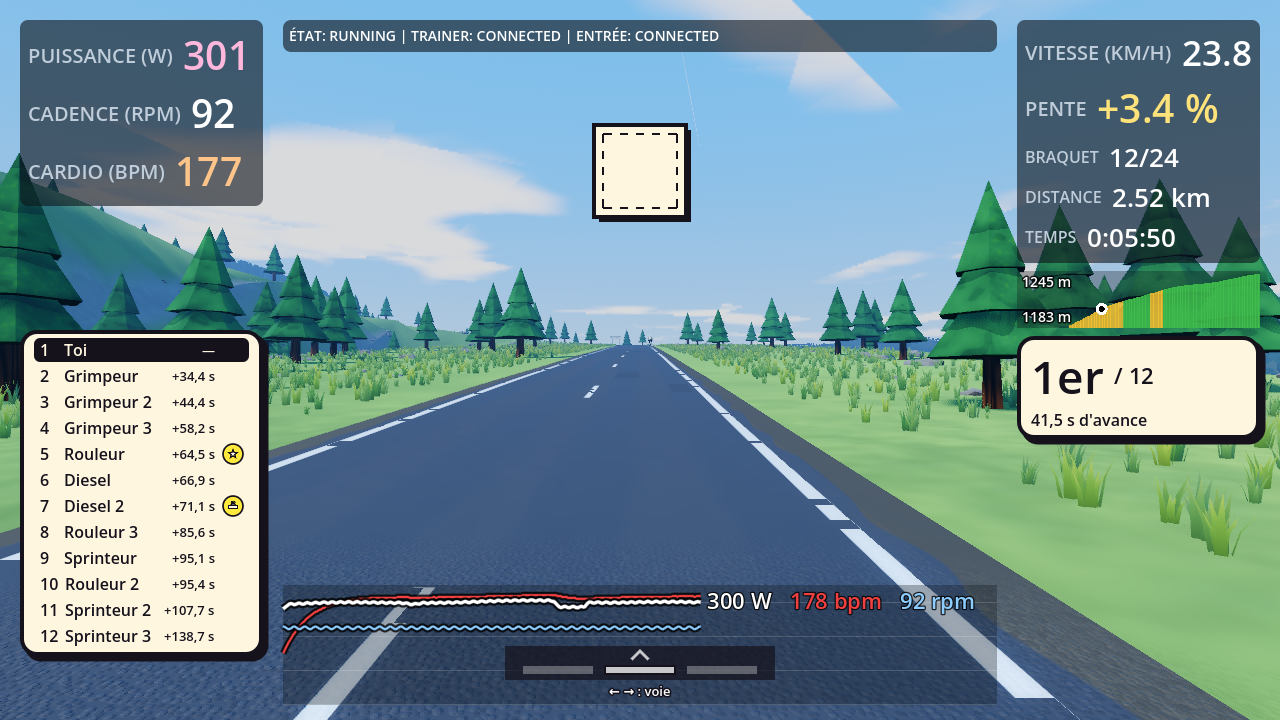 PUISSANCE (W) 301
CADENCE (RPM) 92
CARDIO (BPM) 177
ÉTAT: RUNNING | TRAINER: CONNECTED | ENTRÉE: CONNECTED
VITESSE (KM/H) 23.8
PENTE +3.4 %
BRAQUET 12/24
DISTANCE 2.52 km
TEMPS 0:05:50
1245 m
1183 m
1er / 12
41,5 s d'avance
1 Toi —
2 Grimpeur +34,4 s
3 Grimpeur 2 +44,4 s
4 Grimpeur 3 +58,2 s
5 Rouleur +64,5 s
6 Diesel +66,9 s
7 Diesel 2 +71,1 s
8 Rouleur 3 +85,6 s
9 Sprinteur +95,1 s
10 Rouleur 2 +95,4 s
11 Sprinteur 2 +107,7 s
12 Sprinteur 3 +138,7 s
300 W 178 bpm 92 rpm
← → : voie